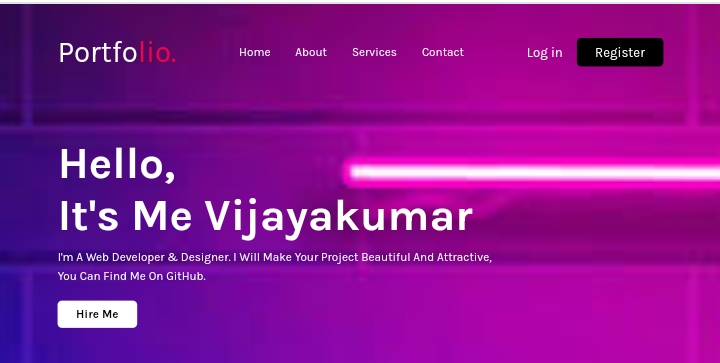 Portfolio. Home About Services Contact Log in Register
Hello,
It's Me Vijayakumar
I'm A Web Developer & Designer. I Will Make Your Project Beautiful And Attractive,
You Can Find Me On GitHub.
Hire Me